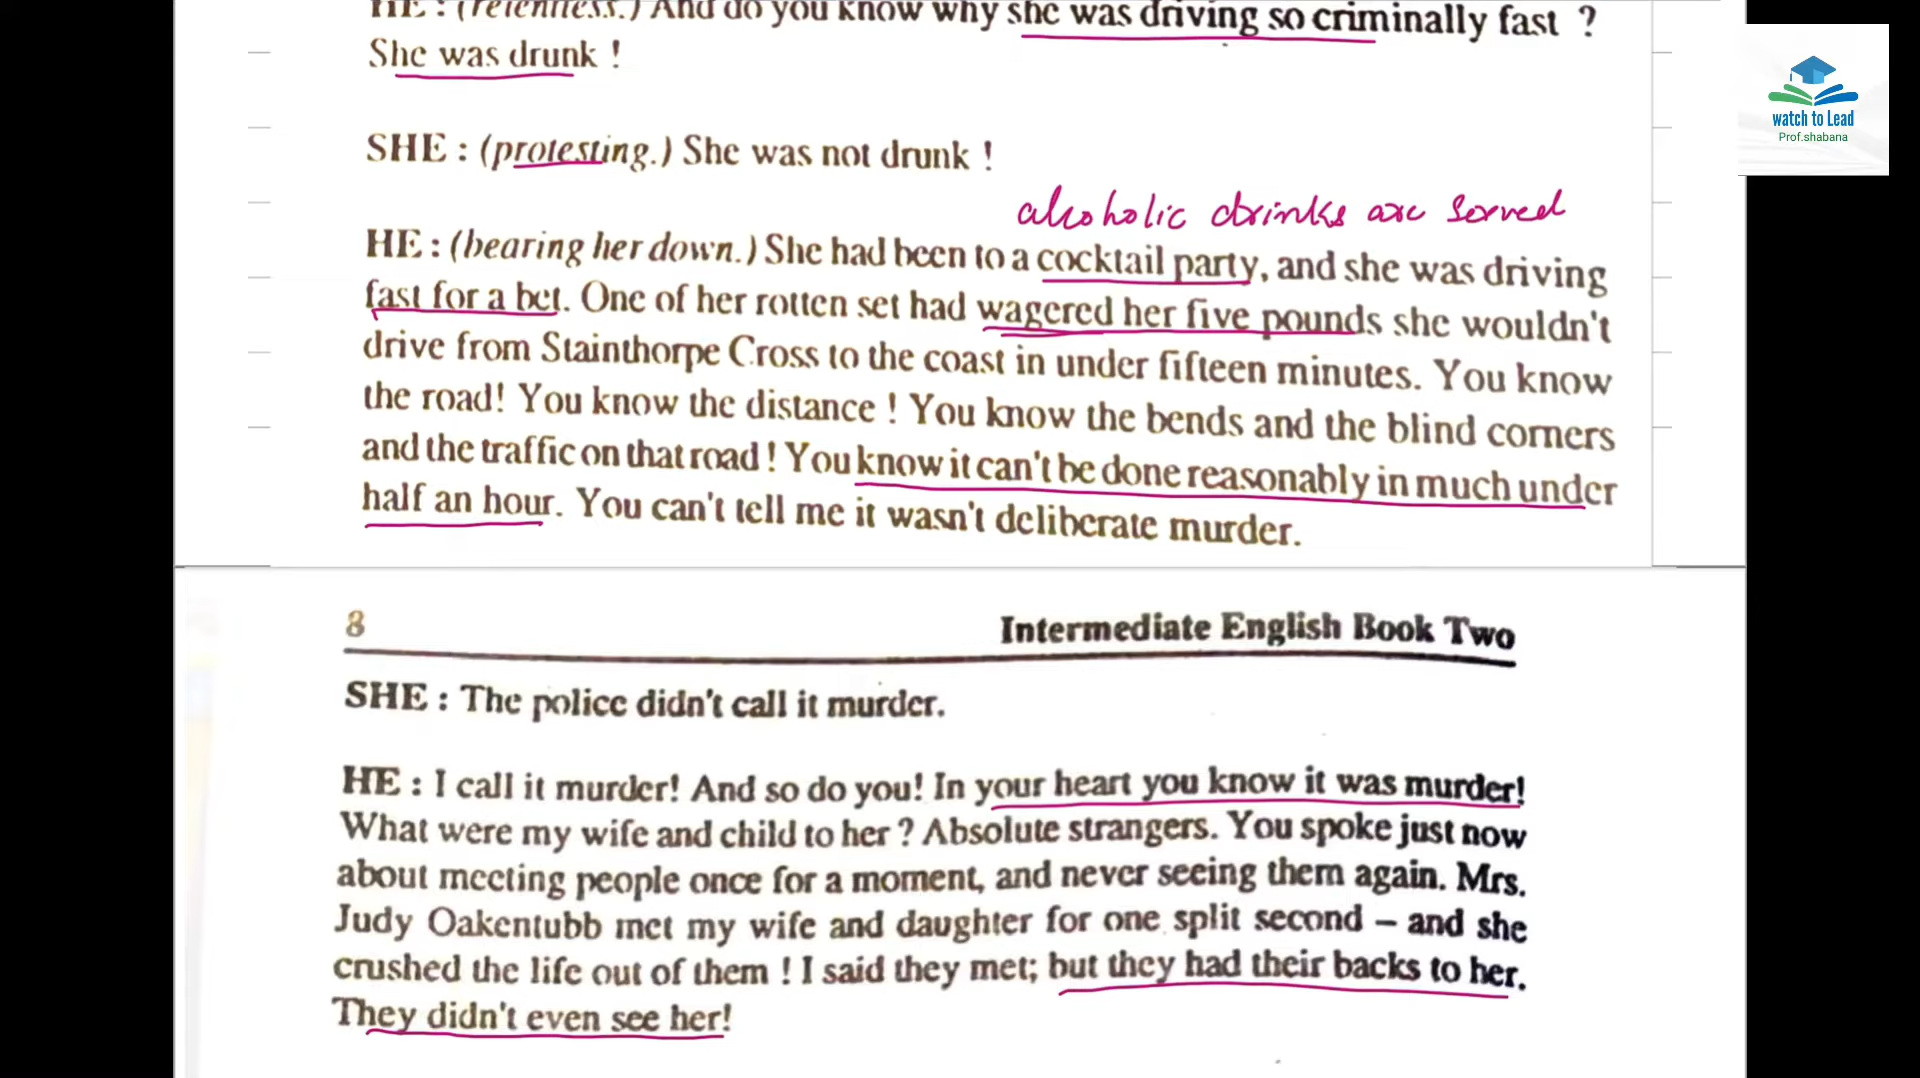 HE : (relentless.) And do you know why she was driving so criminally fast ?
She was drunk !
watch to Lead
Prof.shabana
SHE : (protesting.) She was not drunk !
alcoholic drinks are served
HE : (bearing her down.) She had been to a cocktail party, and she was driving
fast for a bet. One of her rotten set had wagered her five pounds she wouldn't
drive from Stainthorpe Cross to the coast in under fifteen minutes. You know
the road! You know the distance ! You know the bends and the blind corners
and the traffic on that road ! You know it can't be done reasonably in much under
half an hour. You can't tell me it wasn't deliberate murder.
8 Intermediate English Book Two
SHE : The police didn't call it murder.
HE : I call it murder! And so do you! In your heart you know it was murder!
What were my wife and child to her ? Absolute strangers. You spoke just now
about meeting people once for a moment, and never seeing them again. Mrs.
Judy Oakentubb met my wife and daughter for one split second – and she
crushed the life out of them ! I said they met; but they had their backs to her.
They didn't even see her!